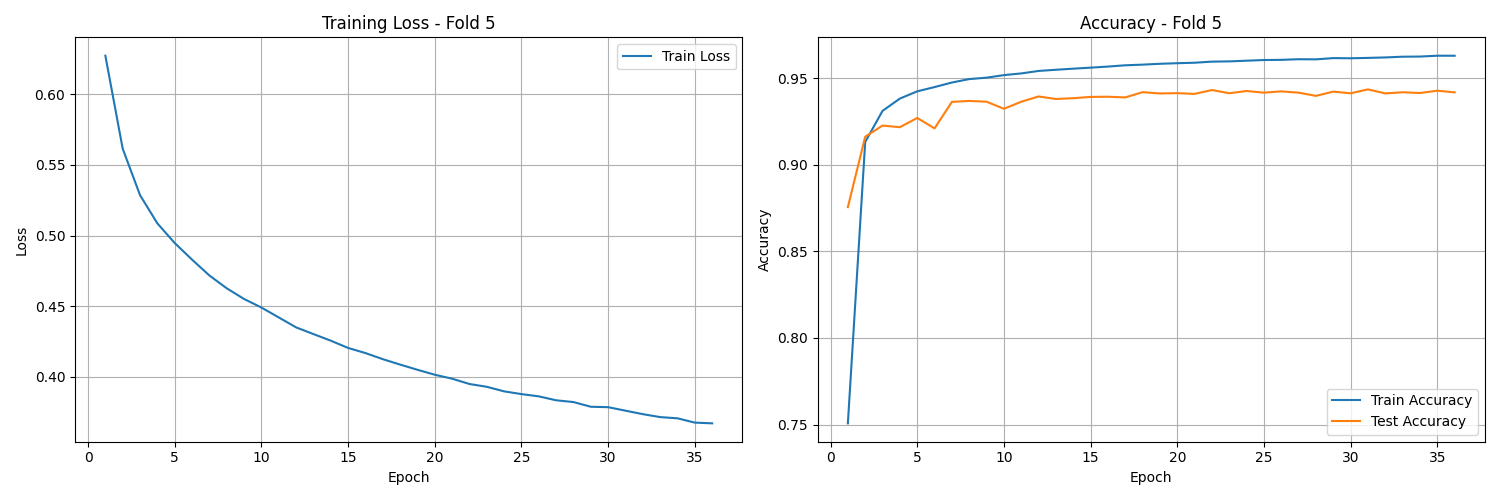 Training Loss - Fold 5
Train Loss
0.60
0.55
0.50
0.45
0.40
Loss
0 5 10 15 20 25 30 35
Epoch
Accuracy - Fold 5
0.95
0.90
0.85
0.80
0.75
Accuracy
Train Accuracy
Test Accuracy
0 5 10 15 20 25 30 35
Epoch